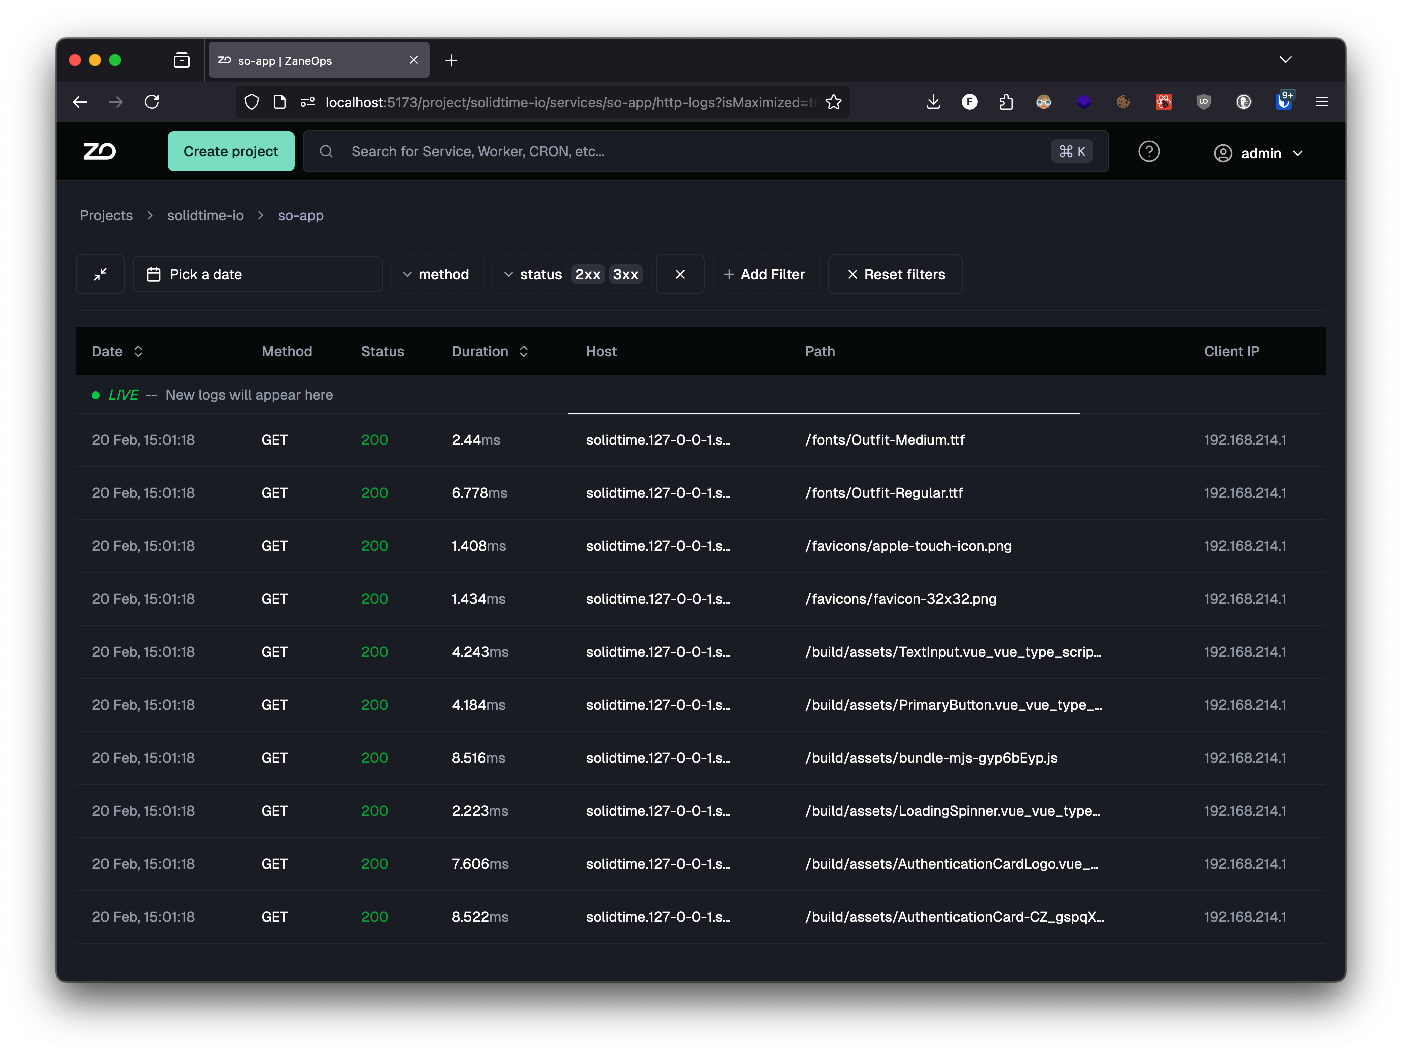 so-app | ZaneOps
localhost:5173/project/solidtime-io/services/so-app/http-logs?isMaximized=tr
9+
ZO
Create project
Search for Service, Worker, CRON, etc...
⌘ K
admin
Projects > solidtime-io > so-app
Pick a date
method
status 2xx 3xx
Add Filter
Reset filters
Date Method Status Duration Host Path Client IP
LIVE -- New logs will appear here
20 Feb, 15:01:18 GET 200 2.44ms solidtime.127-0-0-1.s… /fonts/Outfit-Medium.ttf 192.168.214.1
20 Feb, 15:01:18 GET 200 6.778ms solidtime.127-0-0-1.s… /fonts/Outfit-Regular.ttf 192.168.214.1
20 Feb, 15:01:18 GET 200 1.408ms solidtime.127-0-0-1.s… /favicons/apple-touch-icon.png 192.168.214.1
20 Feb, 15:01:18 GET 200 1.434ms solidtime.127-0-0-1.s… /favicons/favicon-32x32.png 192.168.214.1
20 Feb, 15:01:18 GET 200 4.243ms solidtime.127-0-0-1.s… /build/assets/TextInput.vue_vue_type_scrip… 192.168.214.1
20 Feb, 15:01:18 GET 200 4.184ms solidtime.127-0-0-1.s… /build/assets/PrimaryButton.vue_vue_type_… 192.168.214.1
20 Feb, 15:01:18 GET 200 8.516ms solidtime.127-0-0-1.s… /build/assets/bundle-mjs-gyp6bEyp.js 192.168.214.1
20 Feb, 15:01:18 GET 200 2.223ms solidtime.127-0-0-1.s… /build/assets/LoadingSpinner.vue_vue_type… 192.168.214.1
20 Feb, 15:01:18 GET 200 7.606ms solidtime.127-0-0-1.s… /build/assets/AuthenticationCardLogo.vue_… 192.168.214.1
20 Feb, 15:01:18 GET 200 8.522ms solidtime.127-0-0-1.s… /build/assets/AuthenticationCard-CZ_gspqX… 192.168.214.1